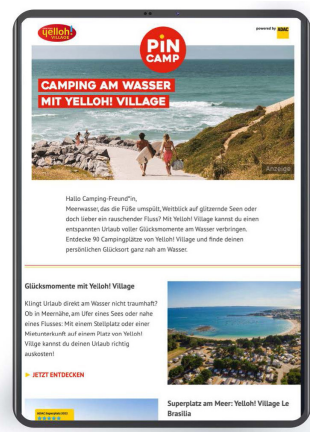 yelloh!
VILLAGE
PiN
CAMP
powered by ADAC
CAMPING AM WASSER
MIT YELLOH! VILLAGE
Anzeige
Hallo Camping-Freund*in,
Meerwasser, das die Füße umspült, Weitblick auf glitzernde Seen oder
doch lieber ein rauschender Fluss? Mit Yelloh! Village kannst du einen
entspannten Urlaub voller Glücksmomente am Wasser verbringen.
Entdecke 90 Campingplätze von Yelloh! Village und finde deinen
persönlichen Glücksort ganz nah am Wasser.
Glücksmomente mit Yelloh! Village
Klingt Urlaub direkt am Wasser nicht traumhaft?
Ob in Meernähe, am Ufer eines Sees oder nahe
eines Flusses: Mit einem Stellplatz oder einer
Mietunterkunft auf einem Platz von Yelloh!
Villge kannst du deinen Urlaub richtig
auskosten!
JETZT ENTDECKEN
Superplatz am Meer: Yelloh! Village Le
Brasilia